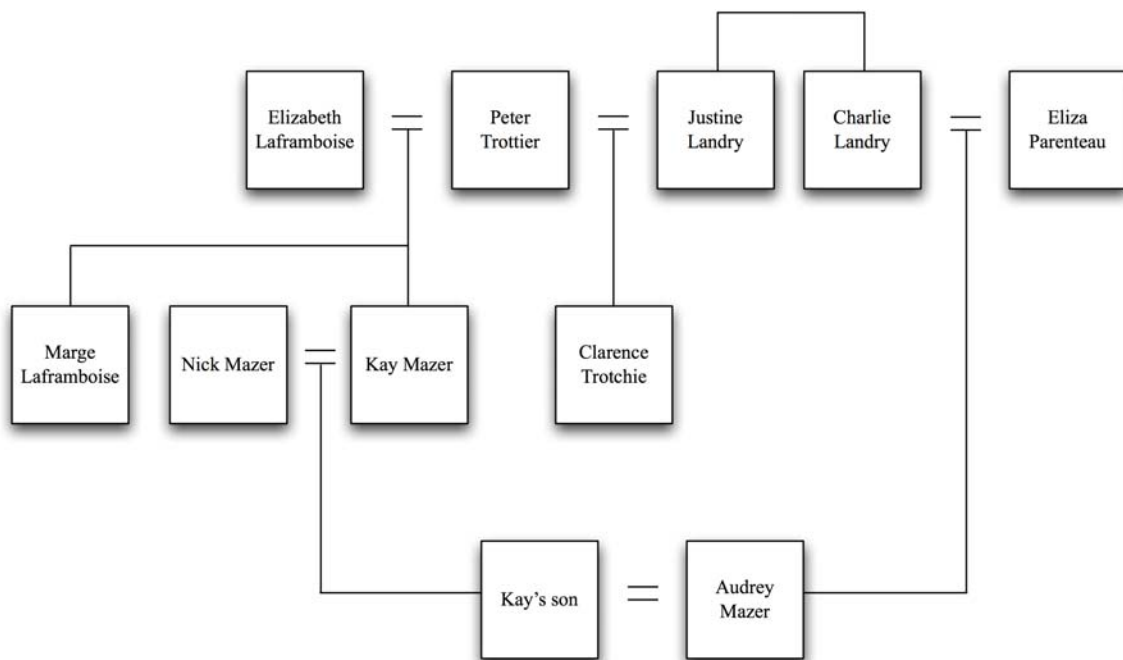 Elizabeth
Laframboise
Peter
Trottier
Justine
Landry
Charlie
Landry
Eliza
Parenteau
Marge
Laframboise
Nick Mazer
Kay Mazer
Clarence
Trotchie
Kay's son
Audrey
Mazer